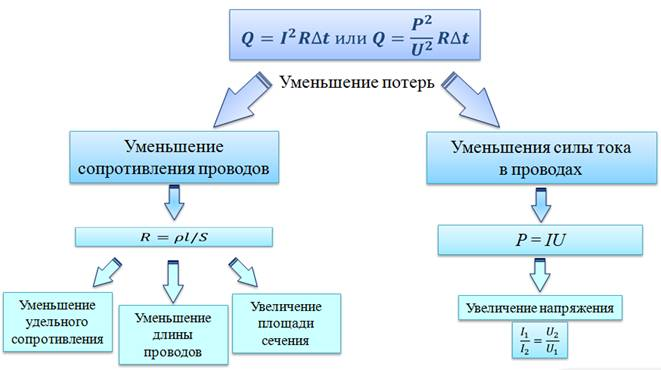 Q = I²RΔt или Q = P²/U² RΔt
Уменьшение потерь
Уменьшение
сопротивления проводов
Уменьшения силы тока
в проводах
R = ρl/S
P = IU
Уменьшение
удельного
сопротивления
Уменьшение
длины
проводов
Увеличение
площади
сечения
Увеличение напряжения
I₁/I₂ = U₂/U₁